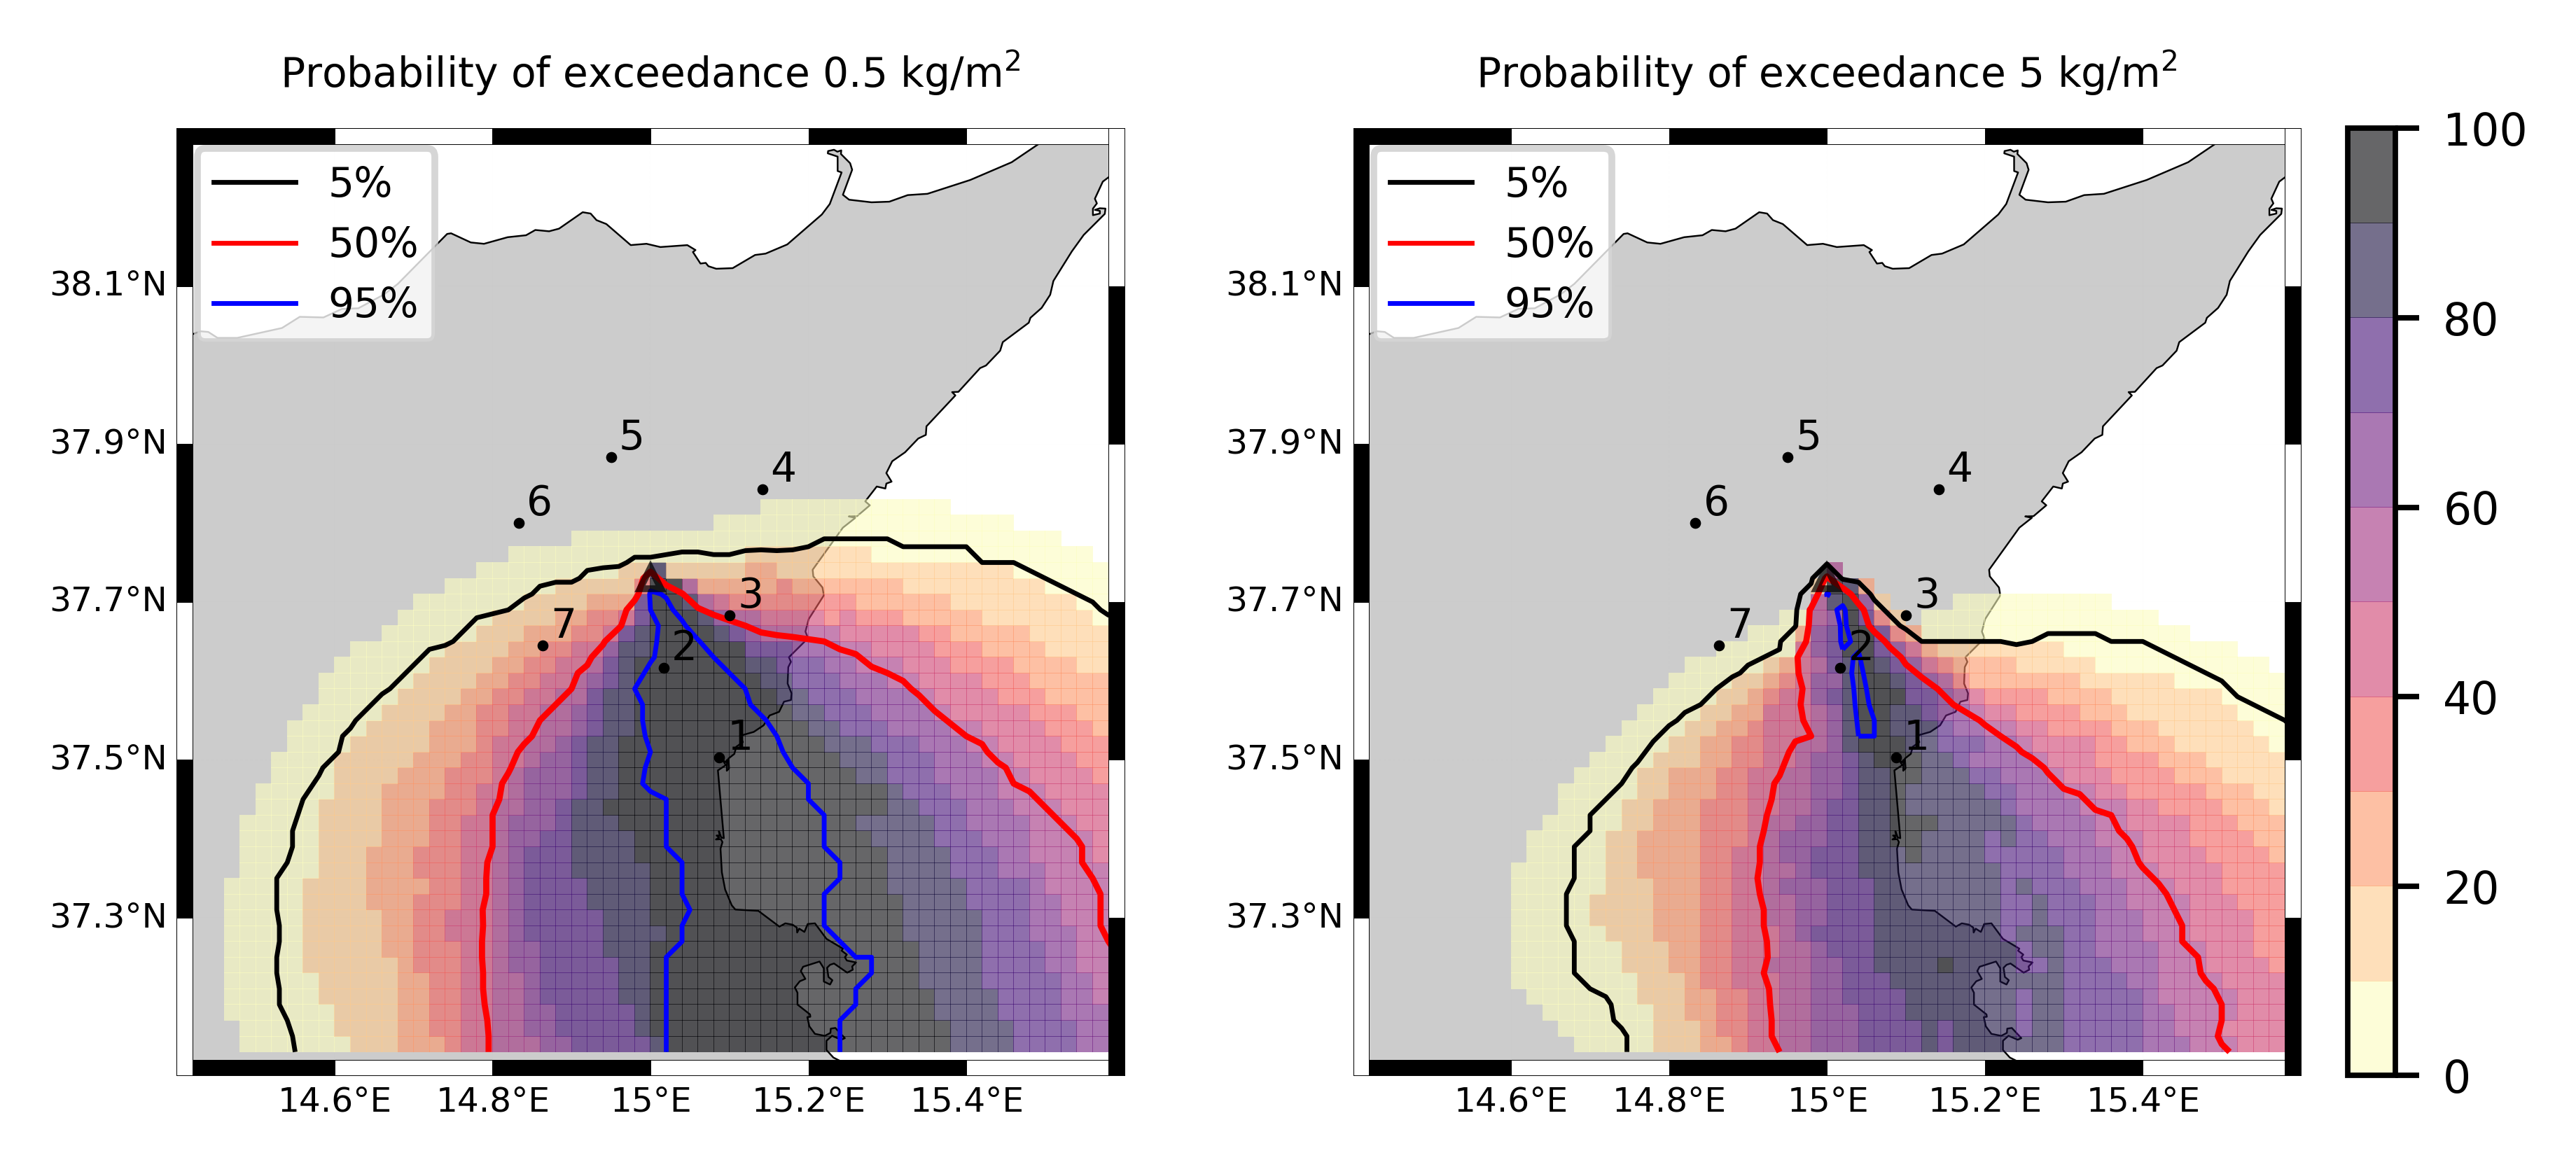 Probability of exceedance 0.5 kg/m²
5%
50%
95%
38.1°N
37.9°N
37.7°N
37.5°N
37.3°N
5
4
6
3
7
2
1
14.6°E
14.8°E
15°E
15.2°E
15.4°E
Probability of exceedance 5 kg/m²
5%
50%
95%
38.1°N
37.9°N
37.7°N
37.5°N
37.3°N
5
4
6
3
7
2
1
14.6°E
14.8°E
15°E
15.2°E
15.4°E
100
80
60
40
20
0